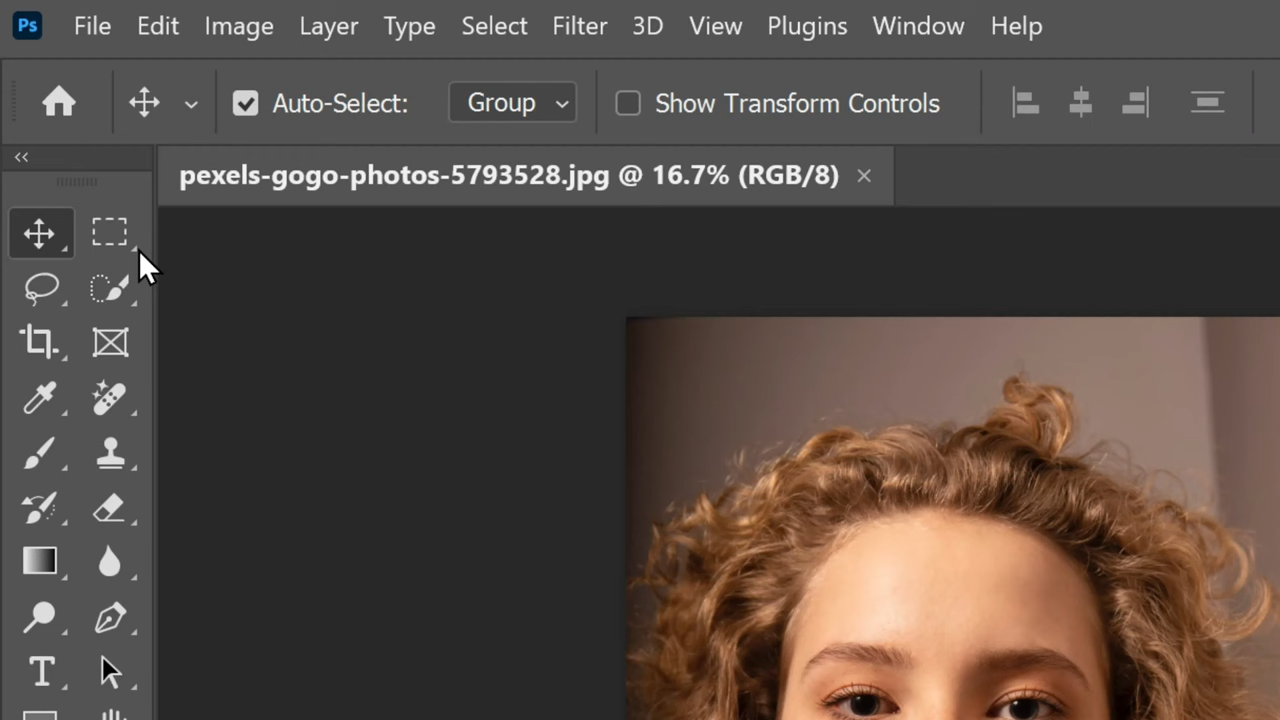 Ps File Edit Image Layer Type Select Filter 3D View Plugins Window Help
Auto-Select: Group Show Transform Controls
pexels-gogo-photos-5793528.jpg @ 16.7% (RGB/8)
T